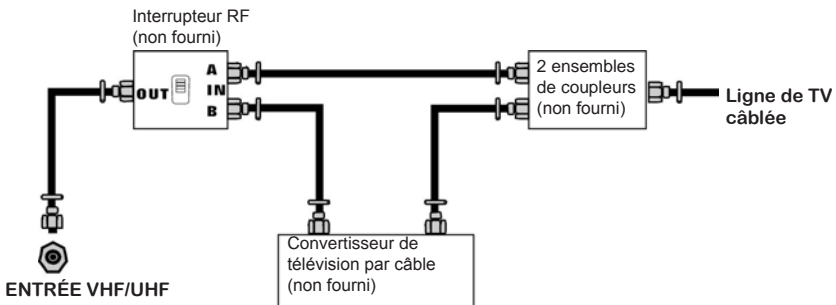 Interrupteur RF
(non fourni)
OUT
A
IN
B
2 ensembles
de coupleurs
(non fourni)
Ligne de TV
câblée
Convertisseur de
télévision par câble
(non fourni)
ENTRÉE VHF/UHF